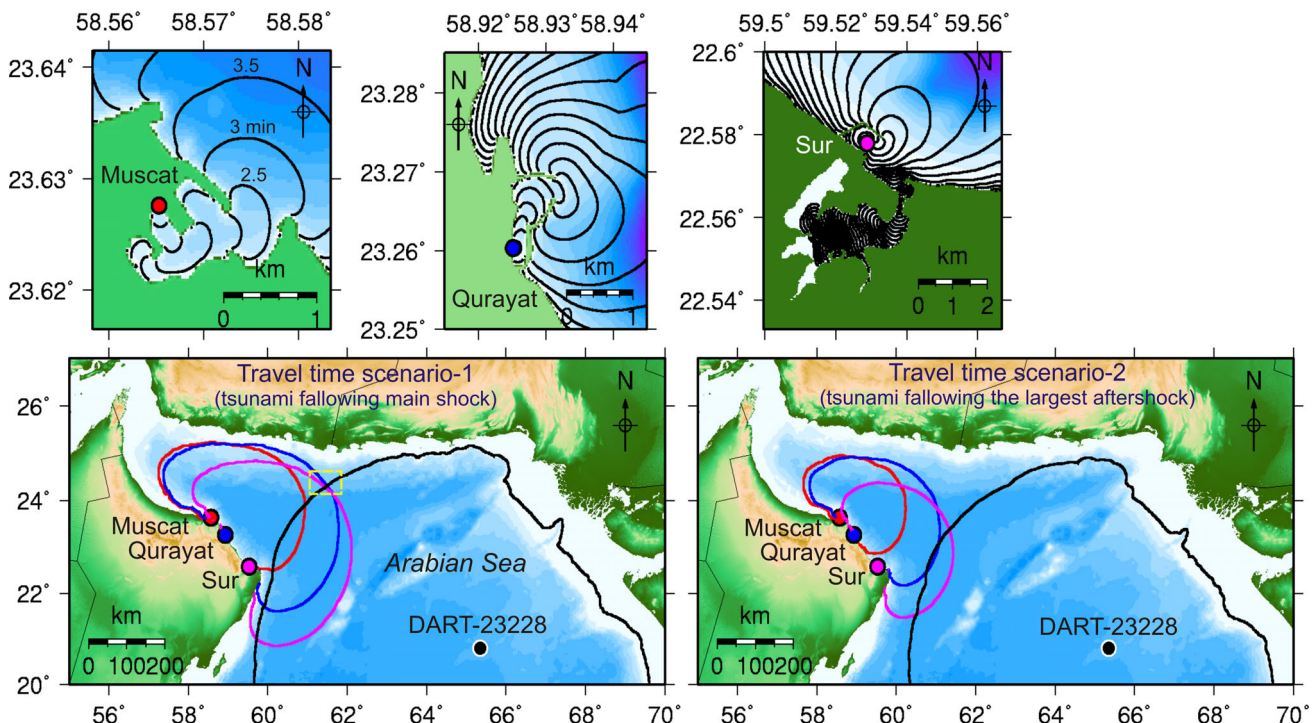 58.56˚ 58.57˚ 58.58˚
23.64˚
23.63˚
23.62˚
3.5
3 min
2.5
N
Muscat
km
0 1
58.92˚ 58.93˚ 58.94˚
23.28˚
23.27˚
23.26˚
23.25˚
N
Qurayat
km
0 1
59.5˚ 59.52˚ 59.54˚ 59.56˚
22.6˚
22.58˚
22.56˚
22.54˚
N
Sur
km
0 1 2
Travel time scenario-1
(tsunami fallowing main shock)
N
26˚
24˚
22˚
20˚
Muscat
Qurayat
Sur
Arabian Sea
DART-23228
km
0 100200
56˚ 58˚ 60˚ 62˚ 64˚ 66˚ 68˚ 70˚
Travel time scenario-2
(tsunami fallowing the largest aftershock)
N
Muscat
Qurayat
Sur
DART-23228
km
0 100200
56˚ 58˚ 60˚ 62˚ 64˚ 66˚ 68˚ 70˚